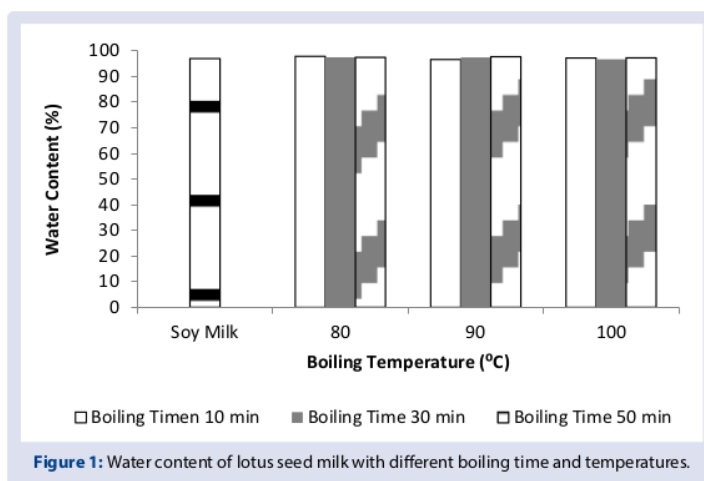 100
90
80
70
60
50
40
30
20
10
0
Water Content (%)
Soy Milk 80 90 100
Boiling Temperature (⁰C)
Boiling Timen 10 min Boiling Time 30 min Boiling Time 50 min
Figure 1: Water content of lotus seed milk with different boiling time and temperatures.